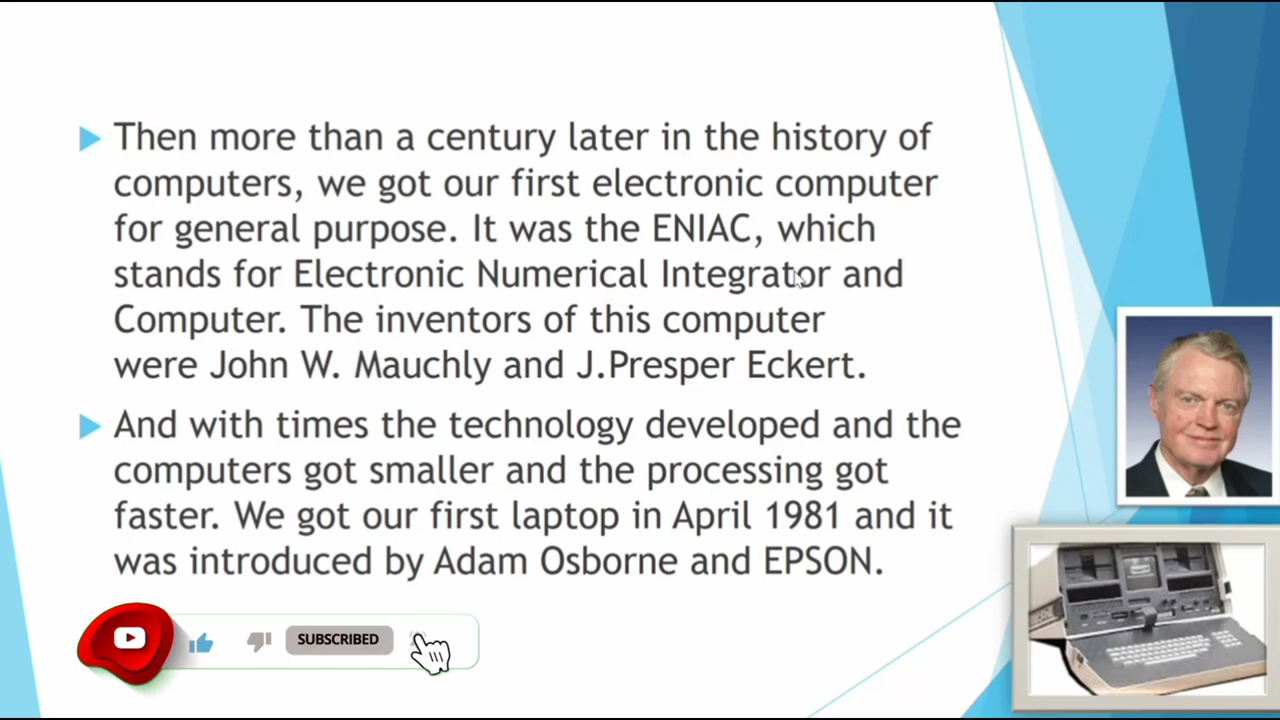 Then more than a century later in the history of
computers, we got our first electronic computer
for general purpose. It was the ENIAC, which
stands for Electronic Numerical Integrator and
Computer. The inventors of this computer
were John W. Mauchly and J.Presper Eckert.
And with times the technology developed and the
computers got smaller and the processing got
faster. We got our first laptop in April 1981 and it
was introduced by Adam Osborne and EPSON.
SUBSCRIBED